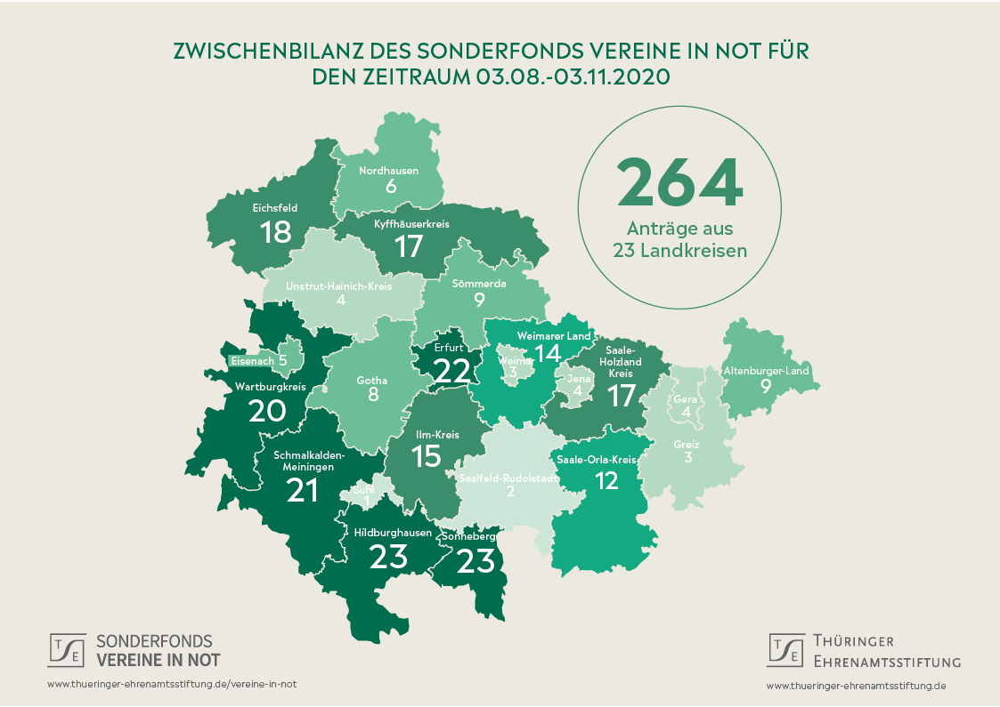 ZWISCHENBILANZ DES SONDERFONDS VEREINE IN NOT FÜR
DEN ZEITRAUM 03.08.-03.11.2020
264
Anträge aus
23 Landkreisen
Nordhausen
6
Eichsfeld
18
Kyffhäuserkreis
17
Unstrut-Hainich-Kreis
4
Sömmerda
9
Eisenach 5
Wartburgkreis
20
Gotha
8
Erfurt
22
Weimarer Land
14
Weimar
3
Jena
4
Saale-
Holzland
Kreis
17
Altenburger-Land
9
Gera
4
Greiz
3
Schmalkalden-
Meiningen
21
Ilm-Kreis
15
Saalfeld-Rudolstadt
2
Saale-Orla-Kreis
12
Suhl
1
Hildburghausen
23
Sonneberg
23
TSE
SONDERFONDS
VEREINE IN NOT
www.thueringer-ehrenamtsstiftung.de/vereine-in-not
TSE
THÜRINGER
EHRENAMTSSTIFTUNG
www.thueringer-ehrenamtsstiftung.de